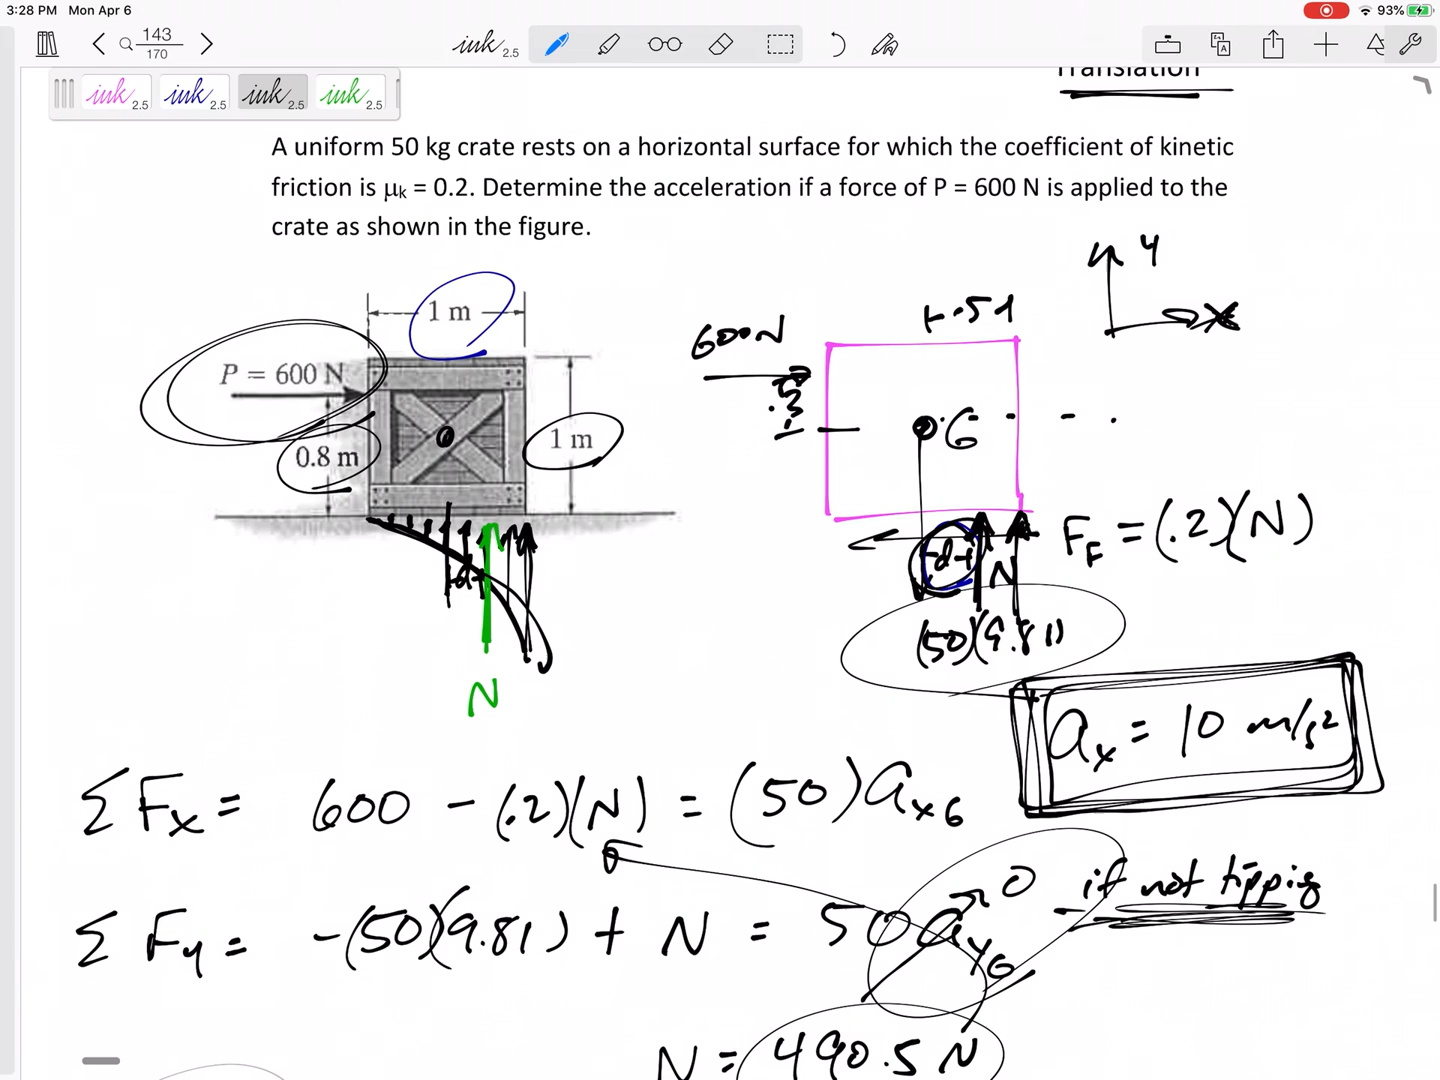 3:28 PM Mon Apr 6
93%
143
170
ink 2.5
ink 2.5 ink 2.5 ink 2.5 ink 2.5
Translation
A uniform 50 kg crate rests on a horizontal surface for which the coefficient of kinetic
friction is μk = 0.2. Determine the acceleration if a force of P = 600 N is applied to the
crate as shown in the figure.
1 m
P = 600 N
0.8 m
1 m
d
N
y
x
.5
600N
.3
G
d
N
FF = (.2)(N)
(50)(9.81)
ax = 10 m/s²
ΣFx = 600 - (.2)(N) = (50)axG
ΣFy = -(50)(9.81) + N = 50ayG 0 if not tipping
N = 490.5 N